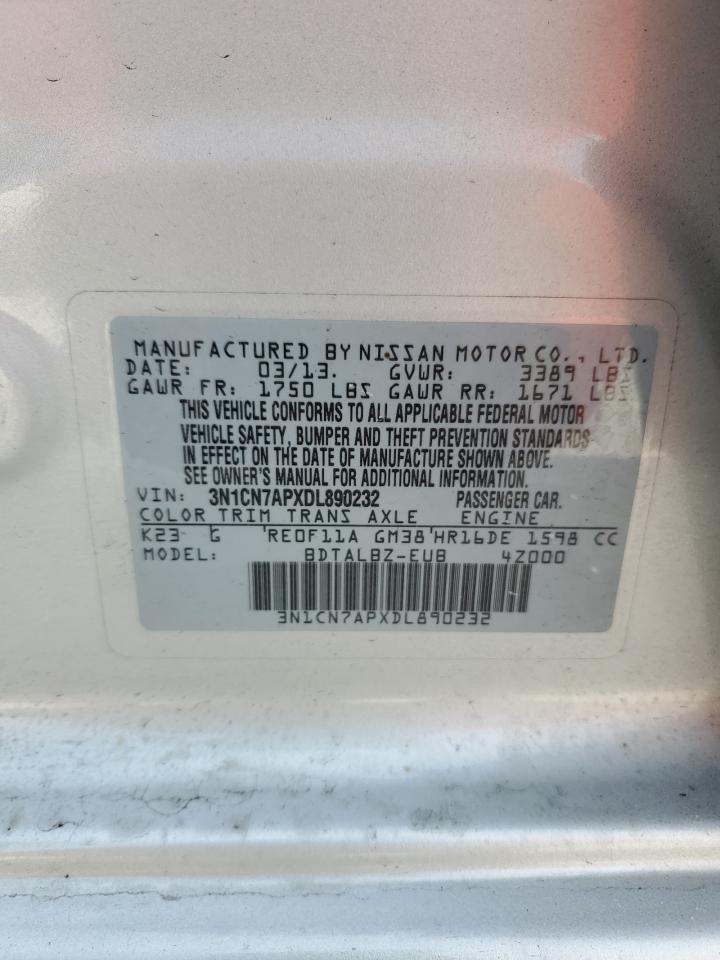 MANUFACTURED BY NISSAN MOTOR CO., LTD.
DATE: 03/13. GVWR: 3389 LBS
GAWR FR: 1750 LBS GAWR RR: 1671 LBS
THIS VEHICLE CONFORMS TO ALL APPLICABLE FEDERAL MOTOR
VEHICLE SAFETY, BUMPER AND THEFT PREVENTION STANDARDS
IN EFFECT ON THE DATE OF MANUFACTURE SHOWN ABOVE.
SEE OWNER'S MANUAL FOR ADDITIONAL INFORMATION.
VIN: 3N1CN7APXDL890232 PASSENGER CAR.
COLOR TRIM TRANS AXLE ENGINE
K23 G 'RE0F11A GM38'HR16DE 1598 CC
MODEL: BDTALBZ-EUB 4Z000
3N1CN7APXDL890232